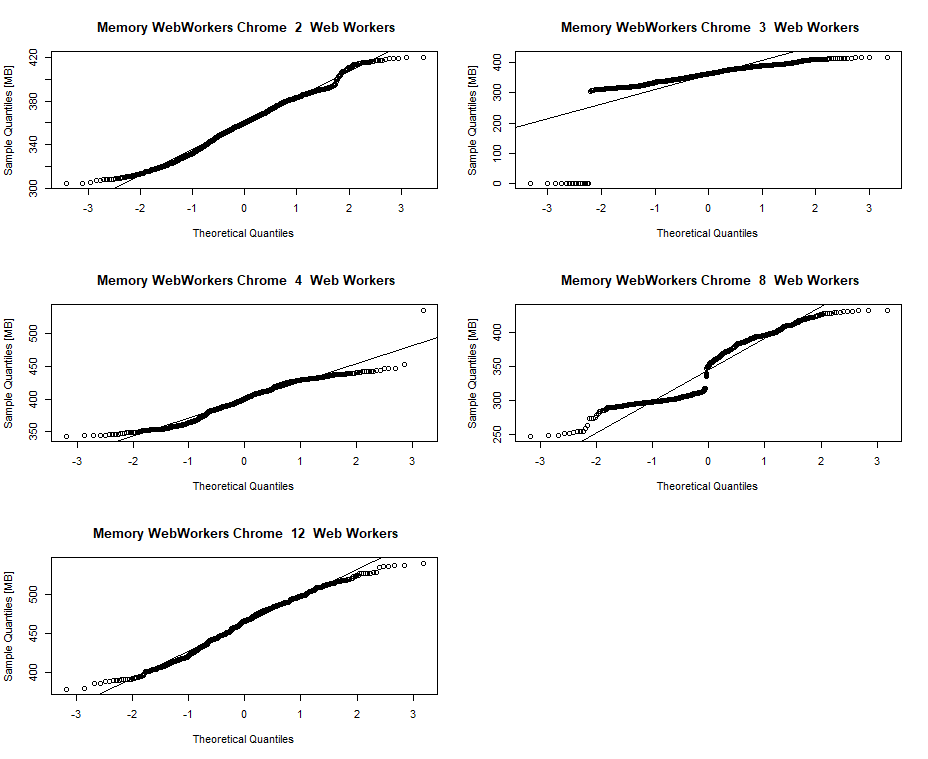 Memory WebWorkers Chrome 2 Web Workers
Sample Quantiles [MB]
420
380
340
300
-3 -2 -1 0 1 2 3
Theoretical Quantiles
Memory WebWorkers Chrome 3 Web Workers
Sample Quantiles [MB]
400
300
200
100
0
-3 -2 -1 0 1 2 3
Theoretical Quantiles
Memory WebWorkers Chrome 4 Web Workers
Sample Quantiles [MB]
500
450
400
350
-3 -2 -1 0 1 2 3
Theoretical Quantiles
Memory WebWorkers Chrome 8 Web Workers
Sample Quantiles [MB]
400
350
300
250
-3 -2 -1 0 1 2 3
Theoretical Quantiles
Memory WebWorkers Chrome 12 Web Workers
Sample Quantiles [MB]
500
450
400
-3 -2 -1 0 1 2 3
Theoretical Quantiles